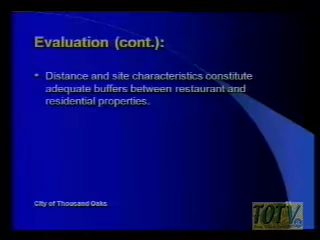 Evaluation (cont.):
• Distance and site characteristics constitute
adequate buffers between restaurant and
residential properties.
City of Thousand Oaks
TOTV